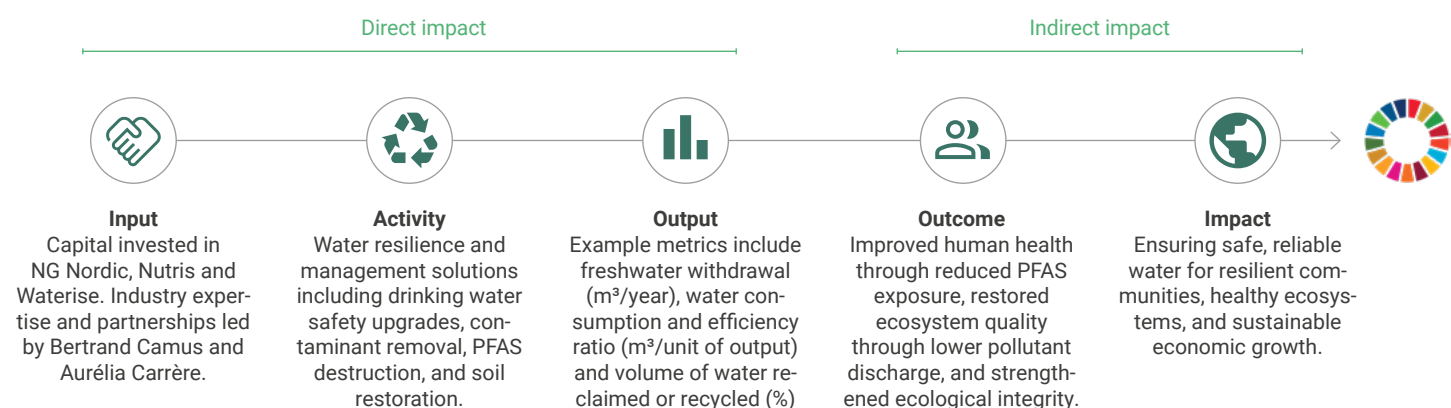 Direct impact
Indirect impact
Input
Capital invested in
NG Nordic, Nutris and
Waterise. Industry exper-
tise and partnerships led
by Bertrand Camus and
Aurélia Carrère.
Activity
Water resilience and
management solutions
including drinking water
safety upgrades, con-
taminant removal, PFAS
destruction, and soil
restoration.
Output
Example metrics include
freshwater withdrawal
(m³/year), water con-
sumption and efficiency
ratio (m³/unit of output)
and volume of water re-
claimed or recycled (%)
Outcome
Improved human health
through reduced PFAS
exposure, restored
ecosystem quality
through lower pollutant
discharge, and strength-
ened ecological integrity.
Impact
Ensuring safe, reliable
water for resilient com-
munities, healthy ecosys-
tems, and sustainable
economic growth.